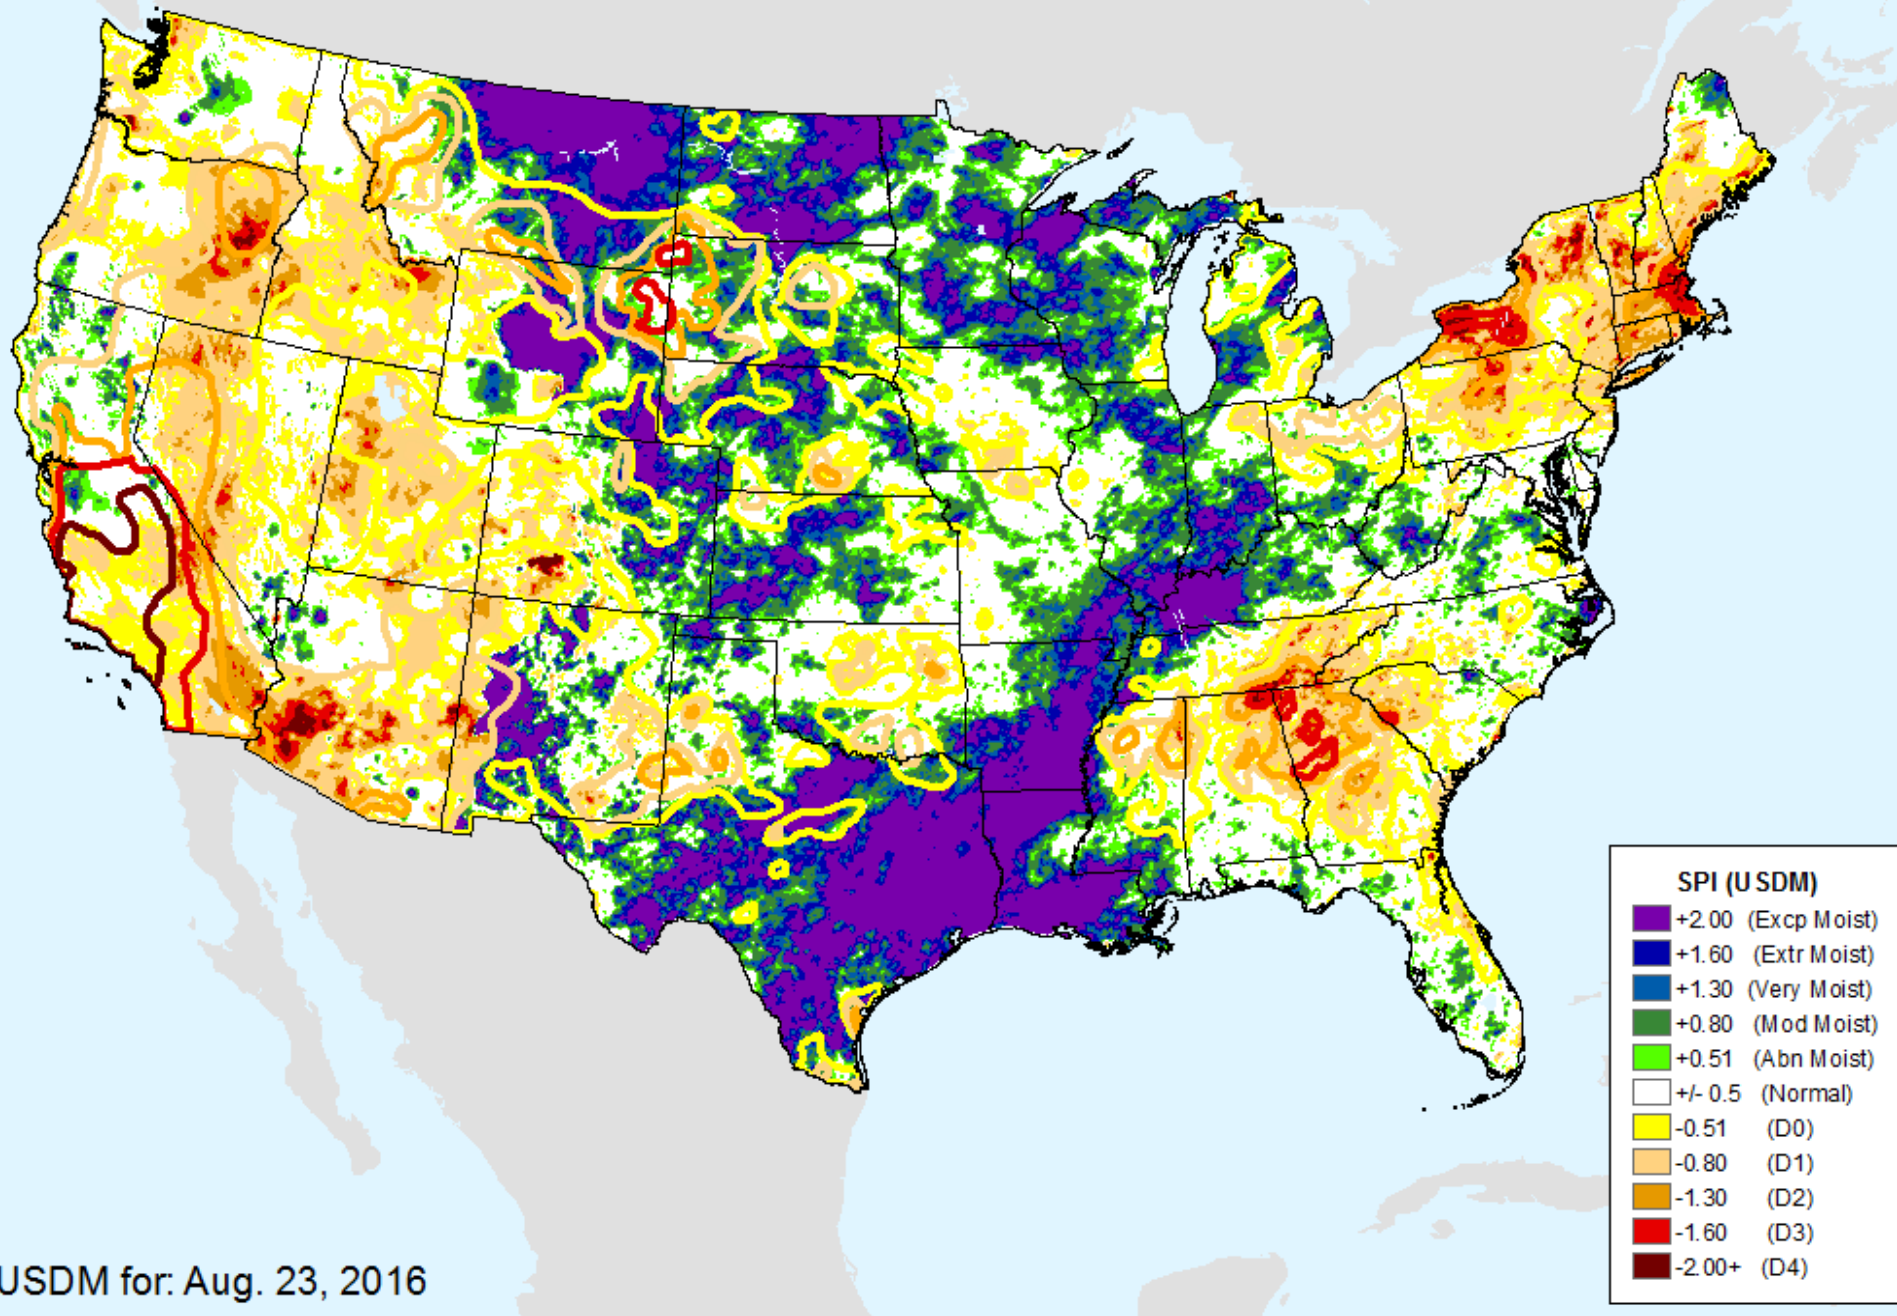 SPI (USDM)
+2.00 (Excp Moist)
+1.60 (Extr Moist)
+1.30 (Very Moist)
+0.80 (Mod Moist)
+0.51 (Abn Moist)
+/- 0.5 (Normal)
-0.51 (D0)
-0.80 (D1)
-1.30 (D2)
-1.60 (D3)
-2.00+ (D4)
USDM for: Aug. 23, 2016